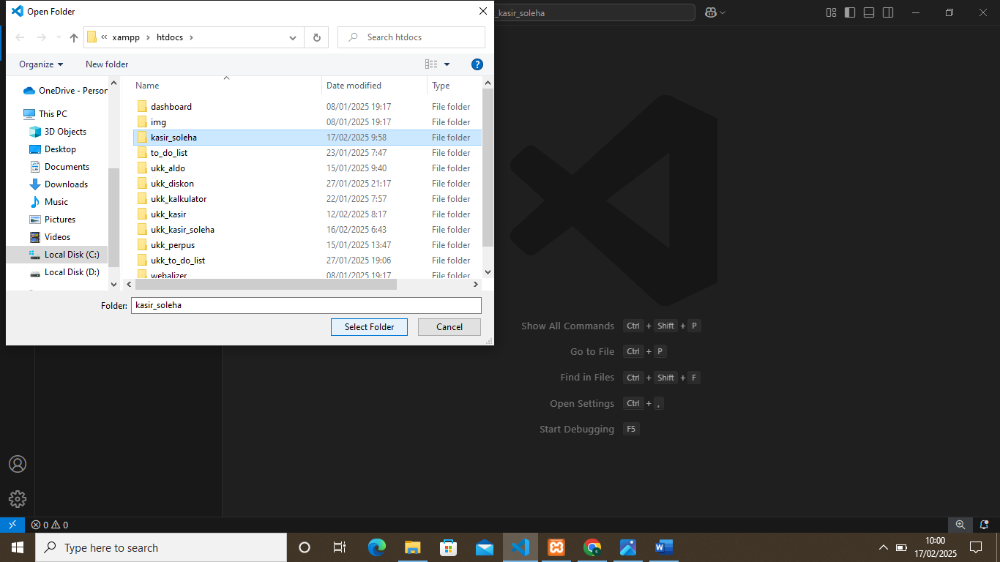 Open Folder
_kasir_soleha
« xampp › htdocs ›
Search htdocs
Organize
New folder
?
Name Date modified Type
OneDrive - Person
This PC
3D Objects
Desktop
Documents
Downloads
Music
Pictures
Videos
Local Disk (C:)
Local Disk (D:)
dashboard 08/01/2025 19:17 File folder
img 08/01/2025 19:17 File folder
kasir_soleha 17/02/2025 9:58 File folder
to_do_list 23/01/2025 7:47 File folder
ukk_aldo 15/01/2025 9:40 File folder
ukk_diskon 27/01/2025 21:17 File folder
ukk_kalkulator 22/01/2025 7:57 File folder
ukk_kasir 12/02/2025 8:17 File folder
ukk_kasir_soleha 16/02/2025 6:43 File folder
ukk_perpus 15/01/2025 13:47 File folder
ukk_to_do_list 27/01/2025 19:06 File folder
webalizer 08/01/2025 19:17 File folder
Folder: kasir_soleha
Select Folder Cancel
Show All Commands Ctrl + Shift + P
Go to File Ctrl + P
Find in Files Ctrl + Shift + F
Open Settings Ctrl + ,
Start Debugging F5
0 0
Type here to search
10:00
17/02/2025